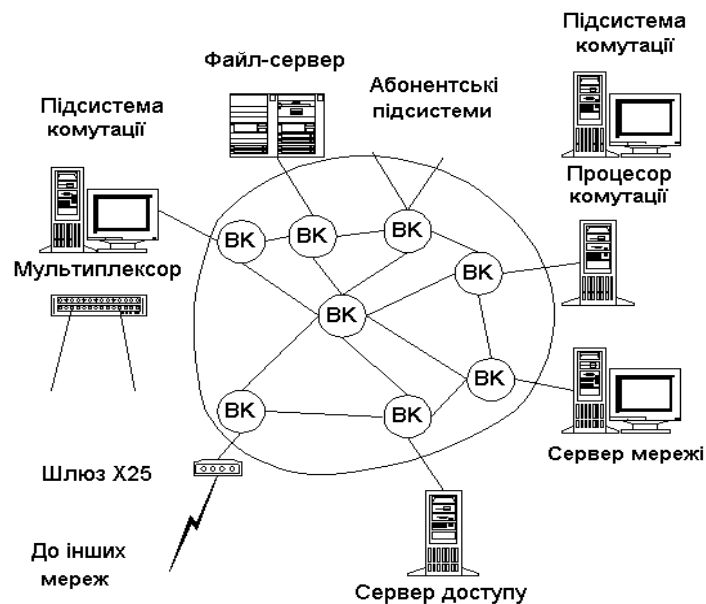 Підсистема
комутації
Файл-сервер
Абонентські
підсистеми
Підсистема
комутації
Процесор
комутації
Мультиплексор
ВК
ВК
ВК
ВК
ВК
ВК
ВК
ВК
Сервер мережі
Шлюз X25
До інших
мереж
Сервер доступу